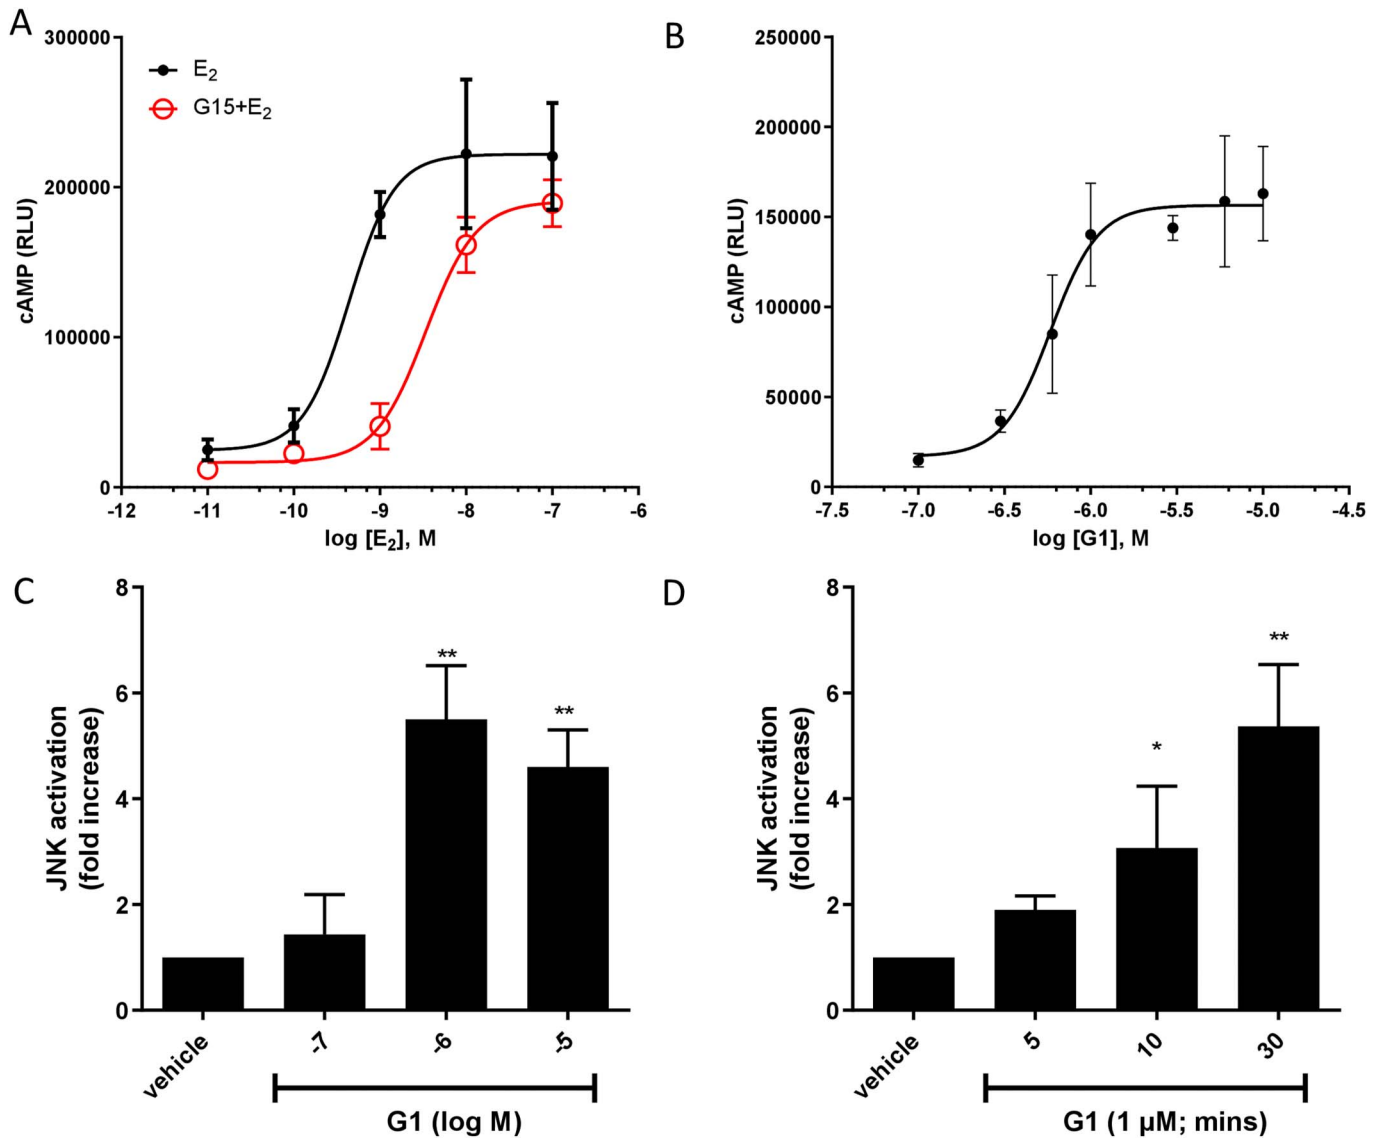 A
300000
200000
100000
0
cAMP (RLU)
E2
G15+E2
-12 -11 -10 -9 -8 -7 -6
log [E2], M
B
250000
200000
150000
100000
50000
0
cAMP (RLU)
-7.5 -7.0 -6.5 -6.0 -5.5 -5.0 -4.5
log [G1], M
C
8
6
4
2
0
JNK activation
(fold increase)
**
**
vehicle -7 -6 -5
G1 (log M)
D
8
6
4
2
0
JNK activation
(fold increase)
*
**
vehicle 5 10 30
G1 (1 µM; mins)